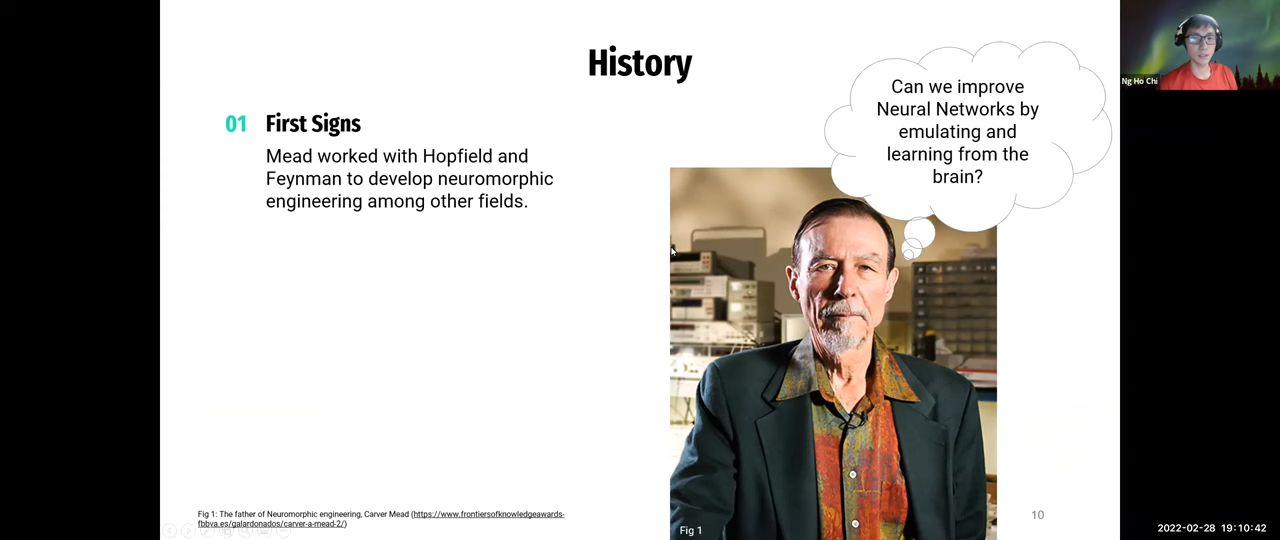 History
01 First Signs
Mead worked with Hopfield and
Feynman to develop neuromorphic
engineering among other fields.
Can we improve
Neural Networks by
emulating and
learning from the
brain?
Ng Ho Chi
Fig 1
Fig 1: The father of Neuromorphic engineering, Carver Mead (https://www.frontiersofknowledgeawards-
fbbva.es/galardonados/carver-a-mead-2/)
10
2022-02-28 19:10:42